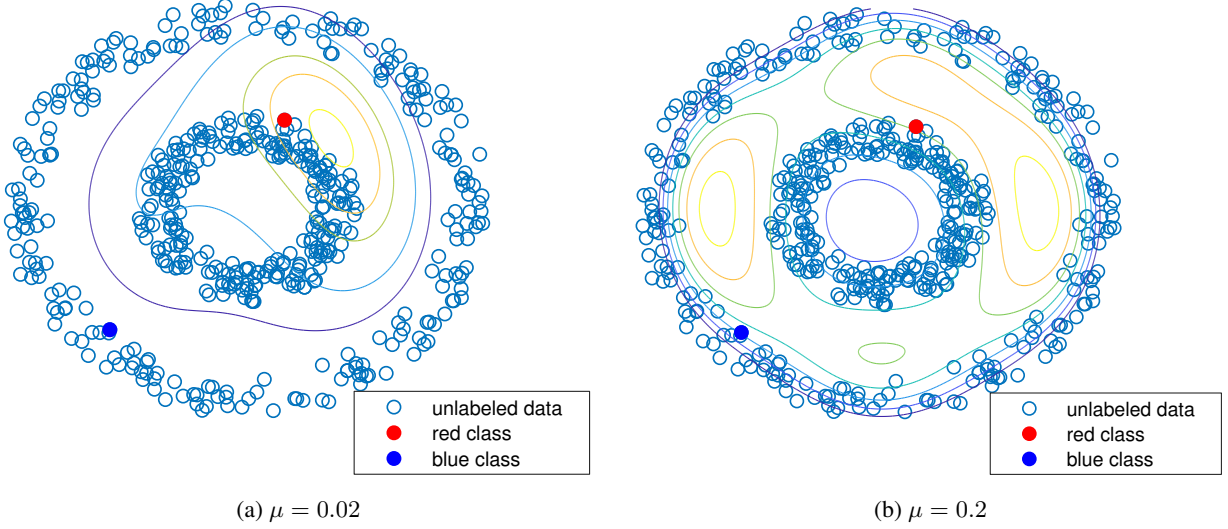 unlabeled data
red class
blue class
(a) μ = 0.02
unlabeled data
red class
blue class
(b) μ = 0.2